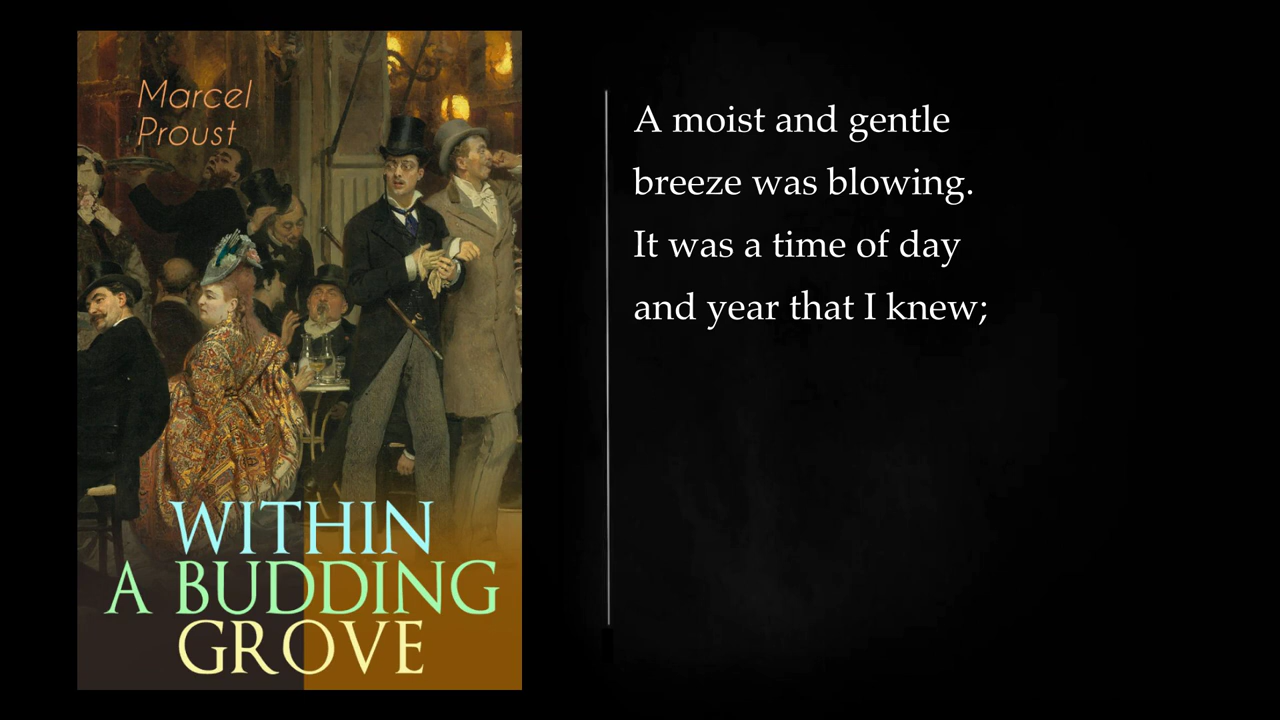 Marcel
Proust
WITHIN
A BUDDING
GROVE
A moist and gentle
breeze was blowing.
It was a time of day
and year that I knew;